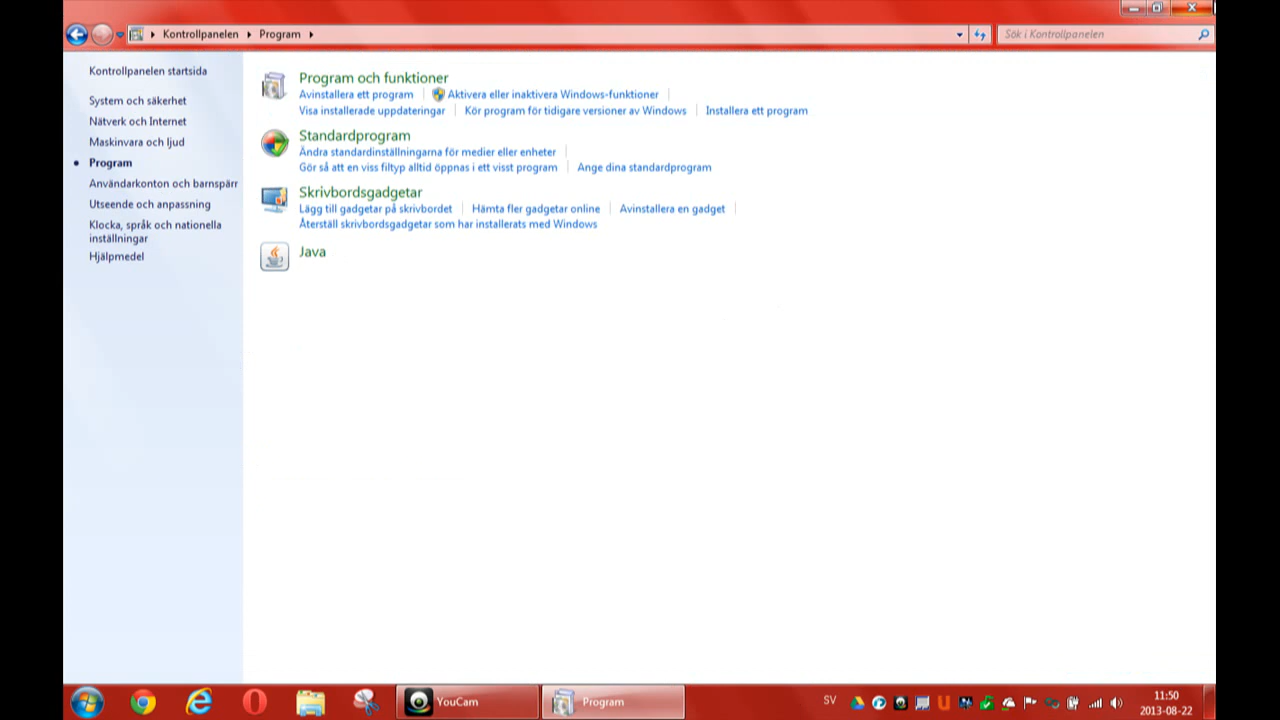 Kontrollpanelen Program Sök i Kontrollpanelen
Kontrollpanelen startsida
System och säkerhet
Nätverk och Internet
Maskinvara och ljud
Program
Användarkonton och barnspärr
Utseende och anpassning
Klocka, språk och nationella
inställningar
Hjälpmedel
Program och funktioner
Avinstallera ett program Aktivera eller inaktivera Windows-funktioner
Visa installerade uppdateringar Kör program för tidigare versioner av Windows Installera ett program
Standardprogram
Ändra standardinställningarna för medier eller enheter
Gör så att en viss filtyp alltid öppnas i ett visst program Ange dina standardprogram
Skrivbordsgadgetar
Lägg till gadgetar på skrivbordet Hämta fler gadgetar online Avinstallera en gadget
Återställ skrivbordsgadgetar som har installerats med Windows
Java
YouCam Program SV 11:50
2013-08-22